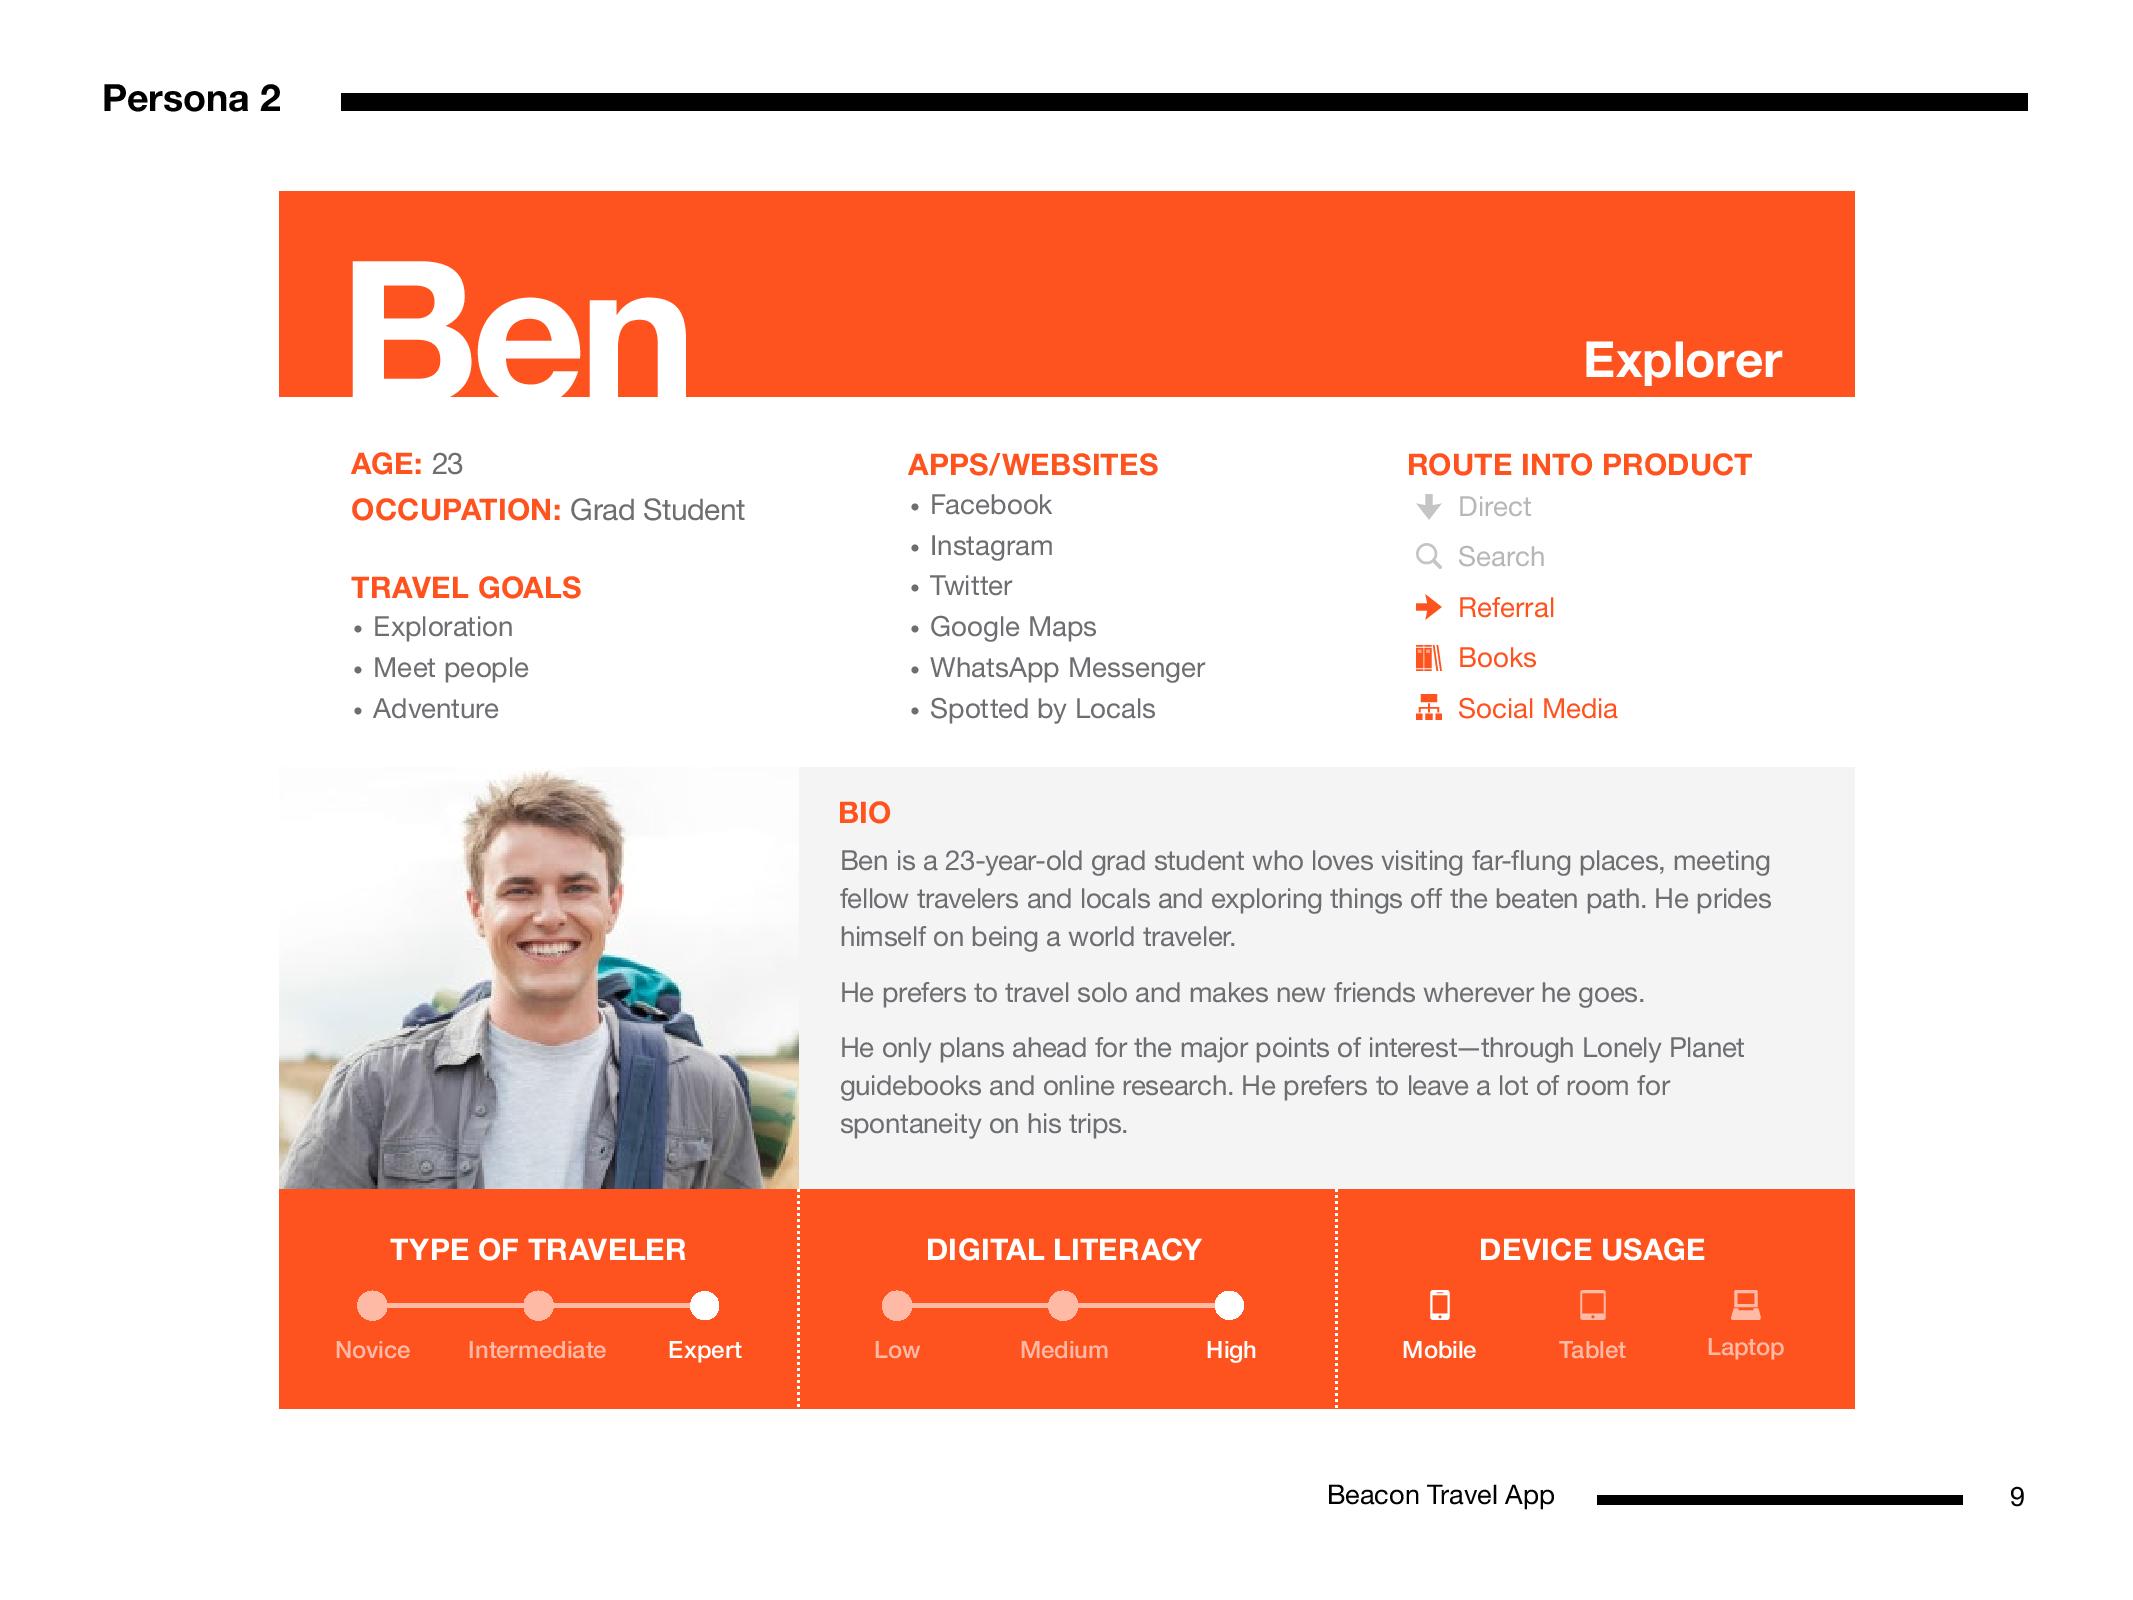 Persona 2
Ben
Explorer
AGE: 23
OCCUPATION: Grad Student
TRAVEL GOALS
• Exploration
• Meet people
• Adventure
APPS/WEBSITES
• Facebook
• Instagram
• Twitter
• Google Maps
• WhatsApp Messenger
• Spotted by Locals
ROUTE INTO PRODUCT
Direct
Search
Referral
Books
Social Media
BIO
Ben is a 23-year-old grad student who loves visiting far-flung places, meeting
fellow travelers and locals and exploring things off the beaten path. He prides
himself on being a world traveler.
He prefers to travel solo and makes new friends wherever he goes.
He only plans ahead for the major points of interest—through Lonely Planet
guidebooks and online research. He prefers to leave a lot of room for
spontaneity on his trips.
TYPE OF TRAVELER
Novice Intermediate Expert
DIGITAL LITERACY
Low Medium High
DEVICE USAGE
Mobile Tablet Laptop
Beacon Travel App 9